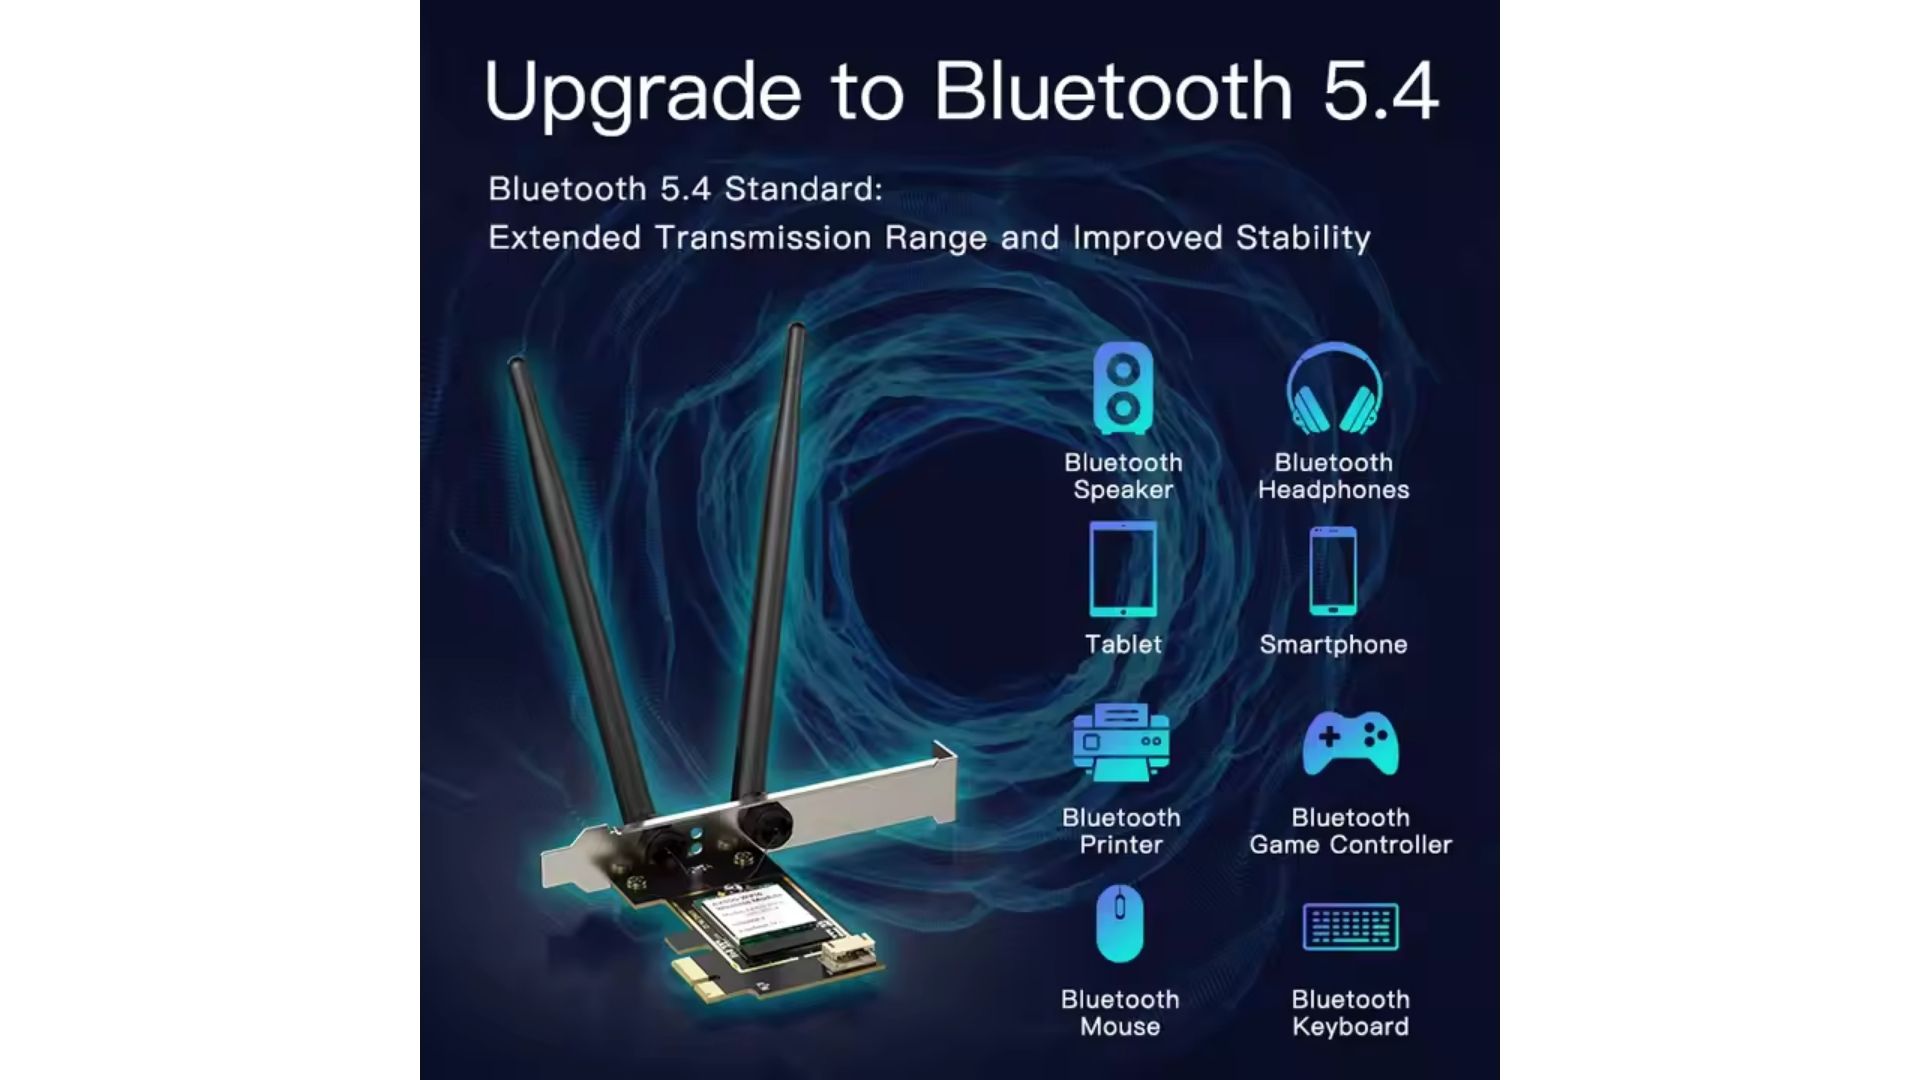 Upgrade to Bluetooth 5.4
Bluetooth 5.4 Standard:
Extended Transmission Range and Improved Stability
Bluetooth
Speaker
Bluetooth
Headphones
Tablet
Smartphone
Bluetooth
Printer
Bluetooth
Game Controller
Bluetooth
Mouse
Bluetooth
Keyboard